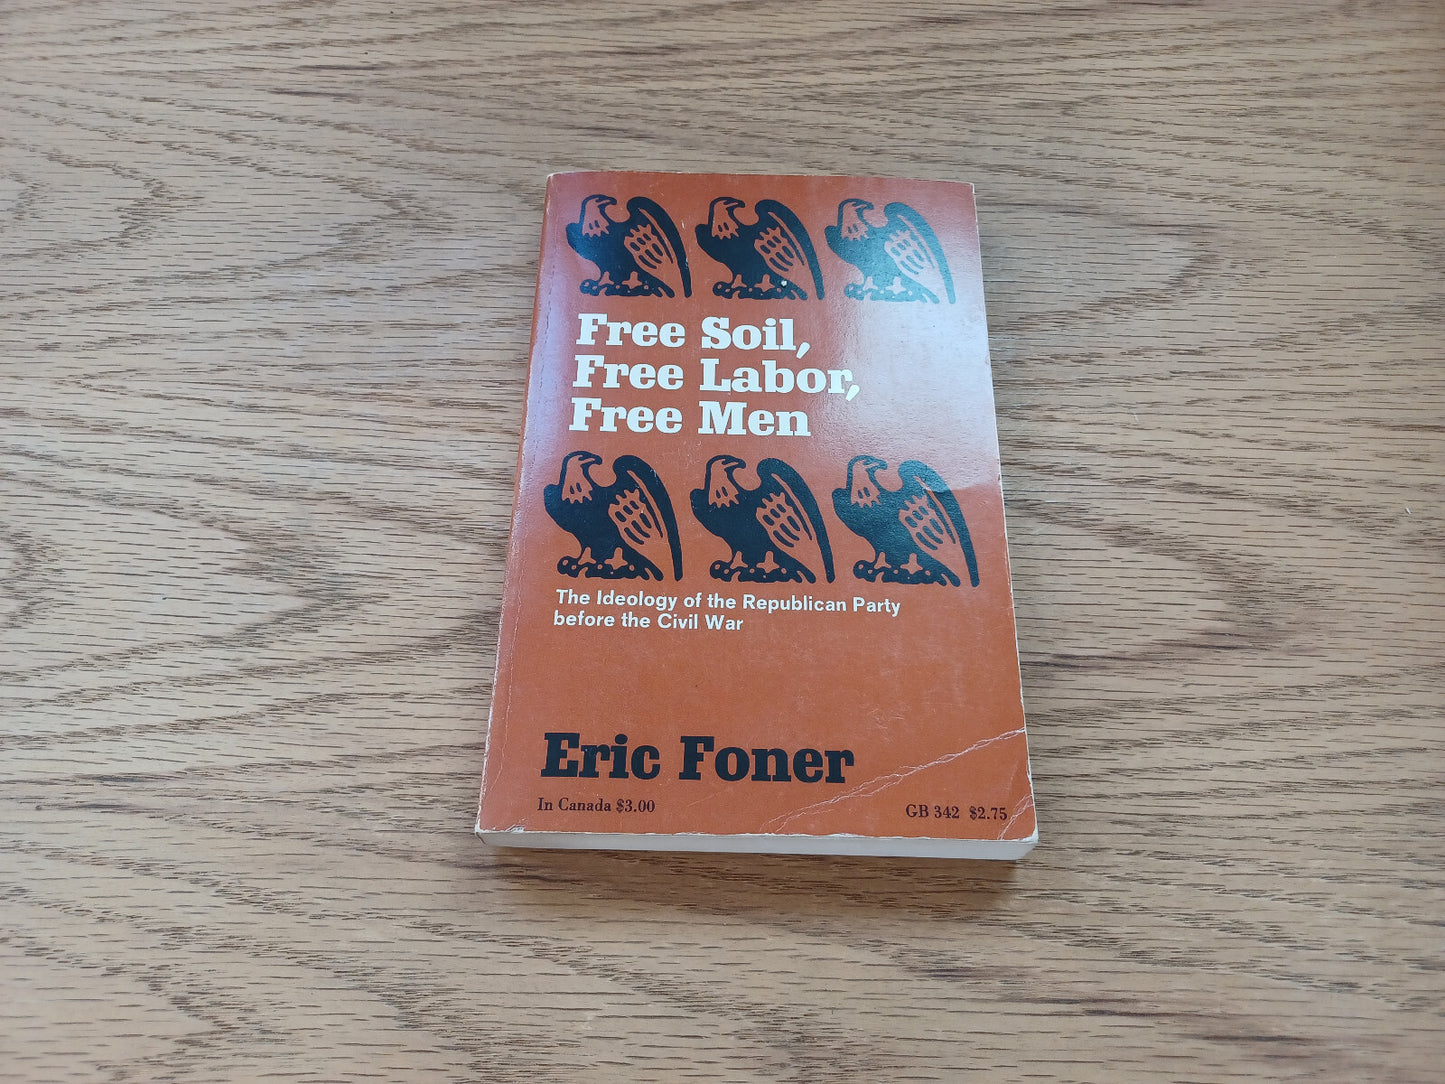 Free Soil,
Free Labor,
Free Men
The Ideology of the Republican Party
before the Civil War
Eric Foner
In Canada $3.00
GB 342 $2.75